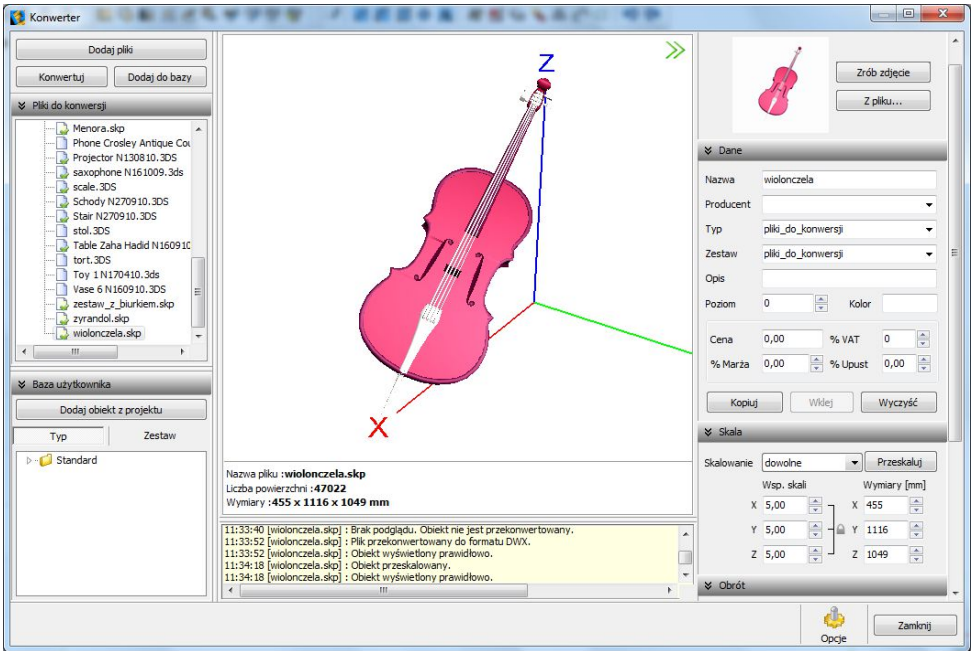 Konwerter
Dodaj pliki
Konwertuj
Dodaj do bazy
Pliki do konwersji
Menora.skp
Phone Crosley Antique Cou
Projector N130810.3DS
saxophone N161009.3ds
scale.3DS
Schody N270910.3DS
Stair N270910.3DS
stol.3DS
Table Zaha Hadid N160910
tort.3DS
Toy 1 N170410.3ds
Vase 6 N160910.3DS
zestaw_z_biurkiem.skp
zyrandol.skp
wiolonczela.skp
Baza użytkownika
Dodaj obiekt z projektu
Typ
Zestaw
Standard
Z
X
Nazwa pliku :wiolonczela.skp
Liczba powierzchni :47022
Wymiary :455 x 1116 x 1049 mm
11:33:40 [wiolonczela.skp] : Brak podglądu. Obiekt nie jest przekonwertowany.
11:33:52 [wiolonczela.skp] : Plik przekonwertowany do formatu DWX.
11:33:52 [wiolonczela.skp] : Obiekt wyświetlony prawidłowo.
11:34:18 [wiolonczela.skp] : Obiekt przeskalowany.
11:34:18 [wiolonczela.skp] : Obiekt wyświetlony prawidłowo.
Zrób zdjęcie
Z pliku...
Dane
Nazwa wiolonczela
Producent
Typ pliki_do_konwersji
Zestaw pliki_do_konwersji
Opis
Poziom 0 Kolor
Cena 0,00 % VAT 0
% Marża 0,00 % Upust 0,00
Kopiuj Wklej Wyczyść
Skala
Skalowanie dowolne Przeskaluj
Wsp. skali Wymiary [mm]
X 5,00 X 455
Y 5,00 Y 1116
Z 5,00 Z 1049
Obrót
Opcje
Zamknij